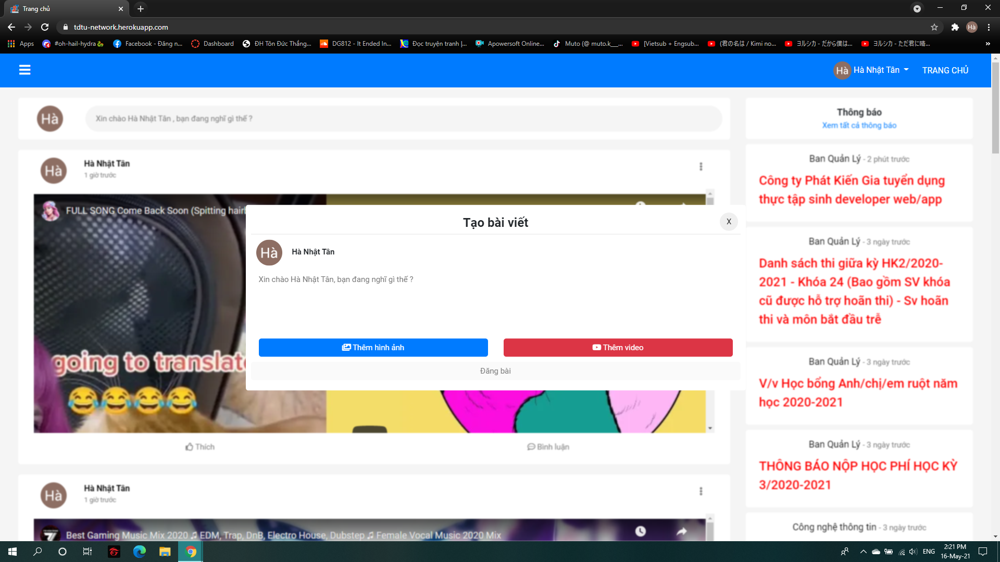 Trang chủ
tdtu-network.herokuapp.com
Hà
Apps
#oh-hail-hydra🐉
Facebook - Đăng n...
Dashboard
ĐH Tôn Đức Thắng...
DG812 - It Ended In...
Đọc truyện tranh |...
Apowersoft Online...
Muto (@ muto.k___...
[Vietsub + Engsub...
(君の名は / Kimi no...
ヨルシカ - だから僕は...
ヨルシカ - ただ君に晴...
»
Hà Hà Nhật Tân
TRANG CHỦ
Hà
Xin chào Hà Nhật Tân , bạn đang nghĩ gì thế ?
Hà
Hà Nhật Tân
1 giờ trước
FULL SONG Come Back Soon (Spitting hairb
going to translate
Thích
Bình luận
Hà
Hà Nhật Tân
1 giờ trước
Best Gaming Music Mix 2020 ♫ EDM, Trap, DnB, Electro House, Dubstep ♫ Female Vocal Music 2020 Mix
Tạo bài viết
X
Hà
Hà Nhật Tân
Xin chào Hà Nhật Tân, bạn đang nghĩ gì thế ?
Thêm hình ảnh
Thêm video
Đăng bài
Thông báo
Xem tất cả thông báo
Ban Quản Lý - 2 phút trước
Công ty Phát Kiến Gia tuyển dụng
thực tập sinh developer web/app
Ban Quản Lý - 3 ngày trước
Danh sách thi giữa kỳ HK2/2020-
2021 - Khóa 24 (Bao gồm SV khóa
cũ được hỗ trợ hoãn thi) - Sv hoãn
thi và môn bắt đầu trễ
Ban Quản Lý - 3 ngày trước
V/v Học bổng Anh/chị/em ruột năm
học 2020-2021
Ban Quản Lý - 3 ngày trước
THÔNG BÁO NỘP HỌC PHÍ HỌC KỲ
3/2020-2021
Công nghệ thông tin - 3 ngày trước
ENG
2:21 PM
16-May-21